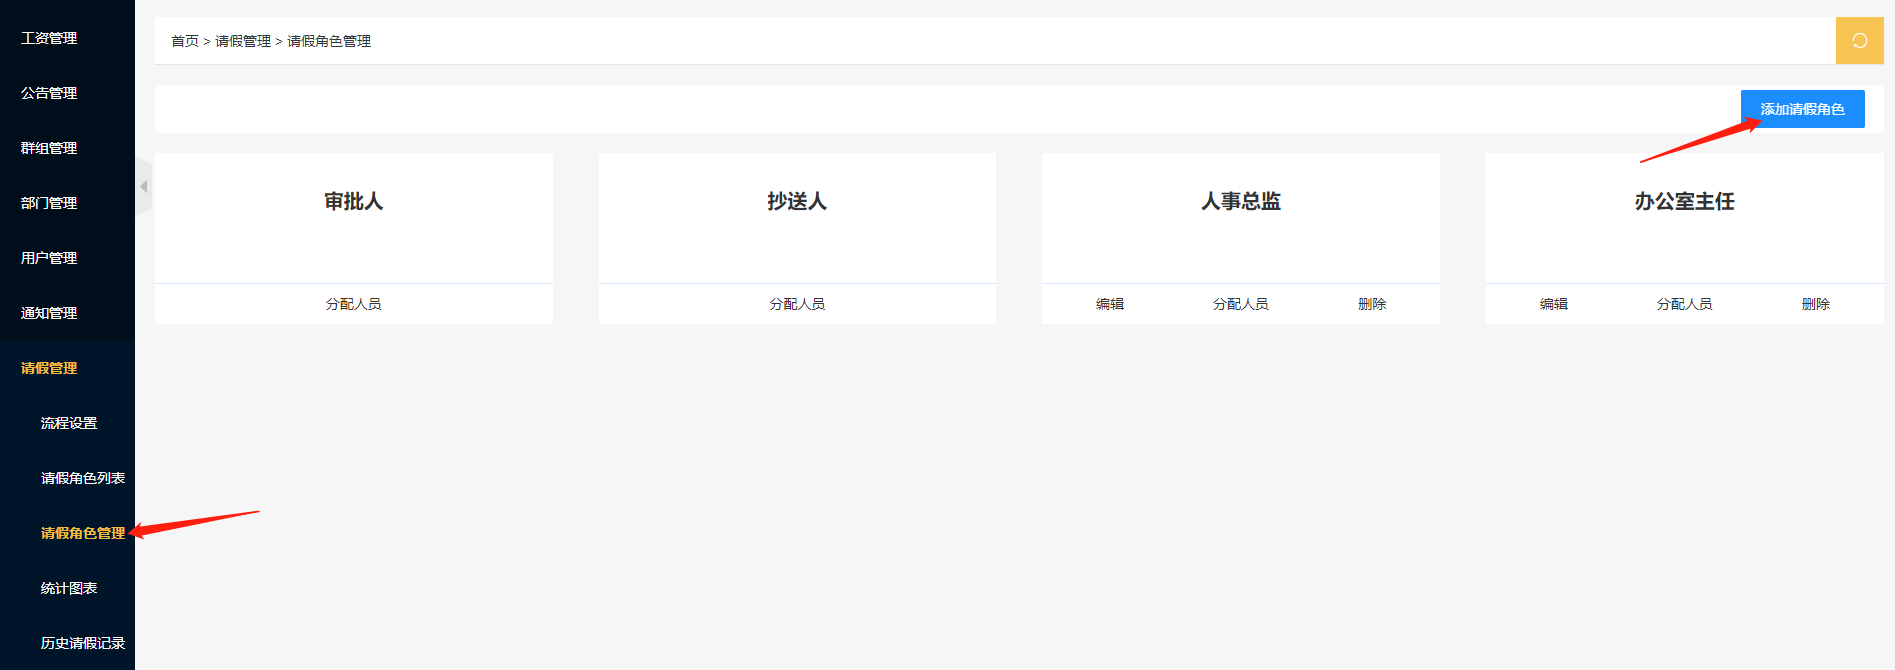 工资管理
公告管理
群组管理
部门管理
用户管理
通知管理
请假管理
流程设置
请假角色列表
请假角色管理
统计图表
历史请假记录
首页 > 请假管理 > 请假角色管理
添加请假角色
审批人
分配人员
抄送人
分配人员
人事总监
编辑 分配人员 删除
办公室主任
编辑 分配人员 删除